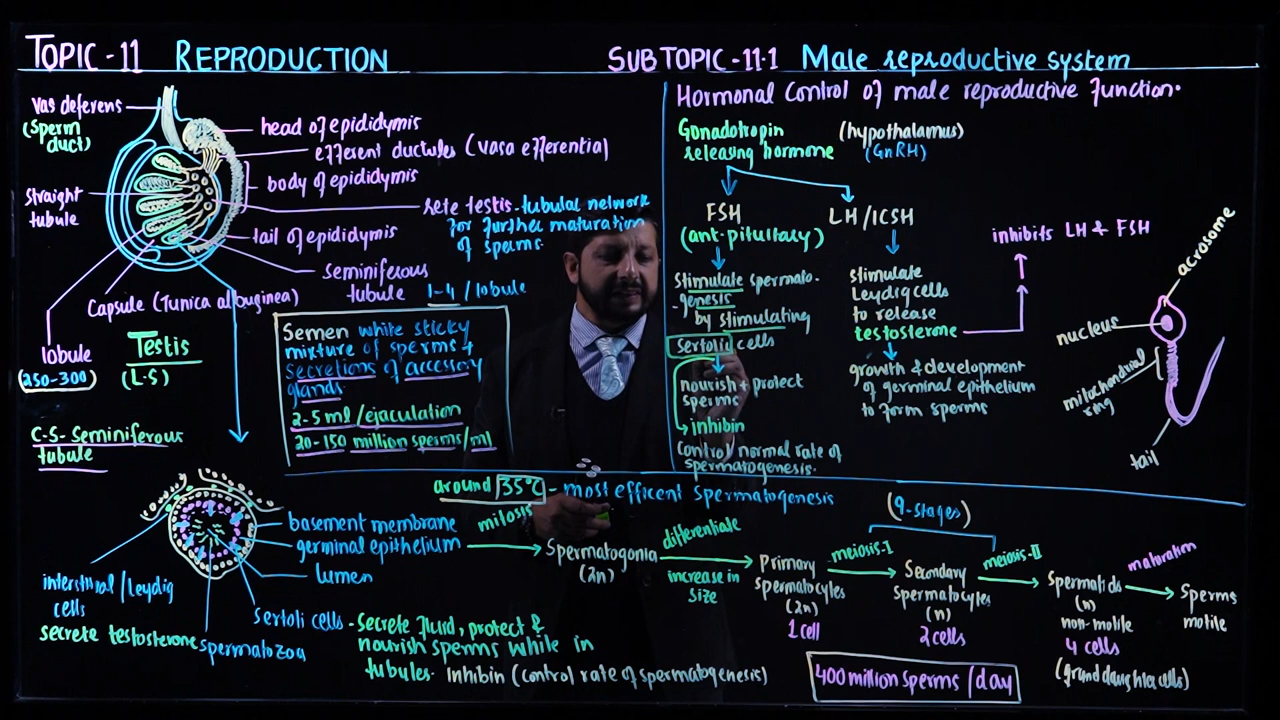 TOPIC-11 REPRODUCTION
SUBTOPIC-11.1 Male reproductive system
vas deferens
(sperm duct)
straight tubule
head of epididymis
efferent ductules (vasa efferential)
body of epididymis
rete testis - tubular network
for further maturation
of sperms.
tail of epididymis
seminiferous
tubule 1-4/lobule
Capsule (Tunica albuginea)
lobule
(250-300)
Testis
(L-S)
Semen white sticky
mixture of sperms +
secretions of accessory
glands.
2-5 ml/ejaculation
20-150 million sperms/ml
C-S- Seminiferous
tubule
Hormonal Control of male reproductive function.
Gonadotropin
releasing hormone
(hypothalamus)
(GnRH)
FSH
(ant-pitultary)
stimulate spermato-
-genesis
by stimulating
Sertolic cells
nourish + protect
sperms
inhibin
control normal rate of
spermatogenesis.
LH/ICSH
stimulate
Leydig cells
to release
testosterone
growth & development
of germinal epithelium
to form sperms
inhibits LH & FSH
acrosome
nucleus
mitochondrial
ring
tail
around 35°C - most efficent spermatogenesis
basement membrane
germinal epithelium
lumen
interstitial/Leydig
cells
secrete testosterone
spermatozoa
sertoli cells - secrete fluid, protect &
nourish sperms while in
tubules. Inhibin (control rate of spermatogenesis)
mitosis
Spermatogonia
(2n)
differentiate
increase in
size
Primary
spermatocytes
(2n)
1 cell
meiosis-I
(9-stages)
Secondary
spermatocytes
(n)
2 cells
meiosis-II
Spermatids
(n)
non-motile
4 cells
(grand daughter cells)
maturation
Sperms
motile
400 million sperms/day